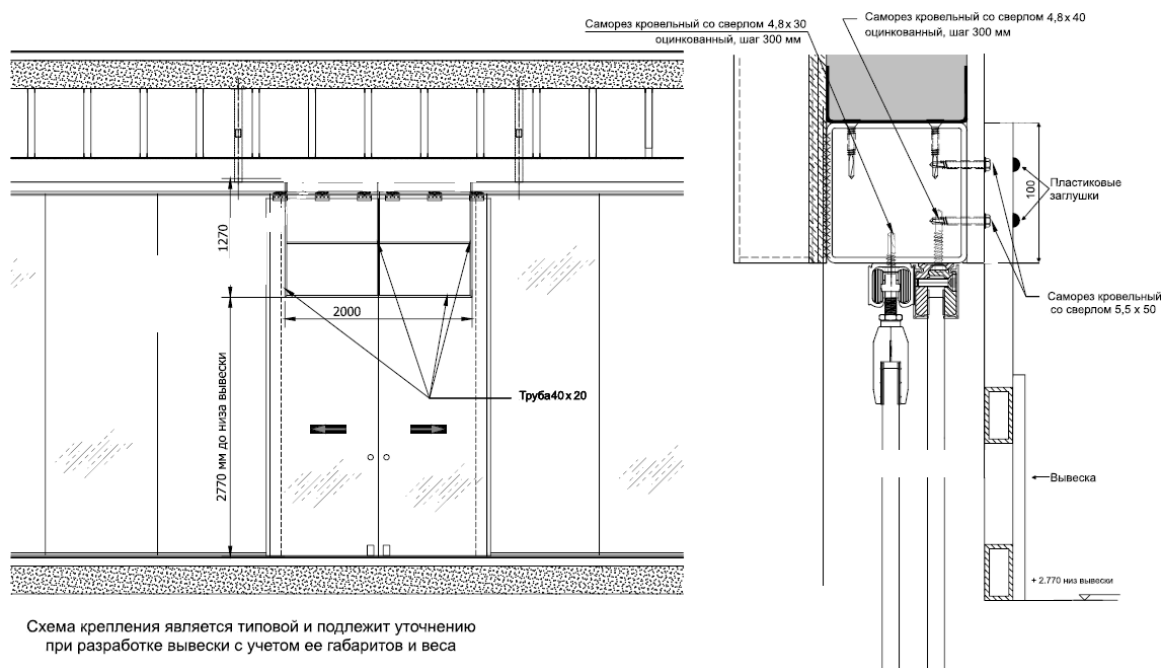 Саморез кровельный со сверлом 4,8 х 30
оцинкованный, шаг 300 мм
Саморез кровельный со сверлом 4,8 х 40
оцинкованный, шаг 300 мм
100
Пластиковые
заглушки
Саморез кровельный
со сверлом 5,5 х 50
1270
2000
2770 мм до низа вывески
Труба40 х 20
Вывеска
+ 2.770 низ вывески
Схема крепления является типовой и подлежит уточнению
при разработке вывески с учетом ее габаритов и веса